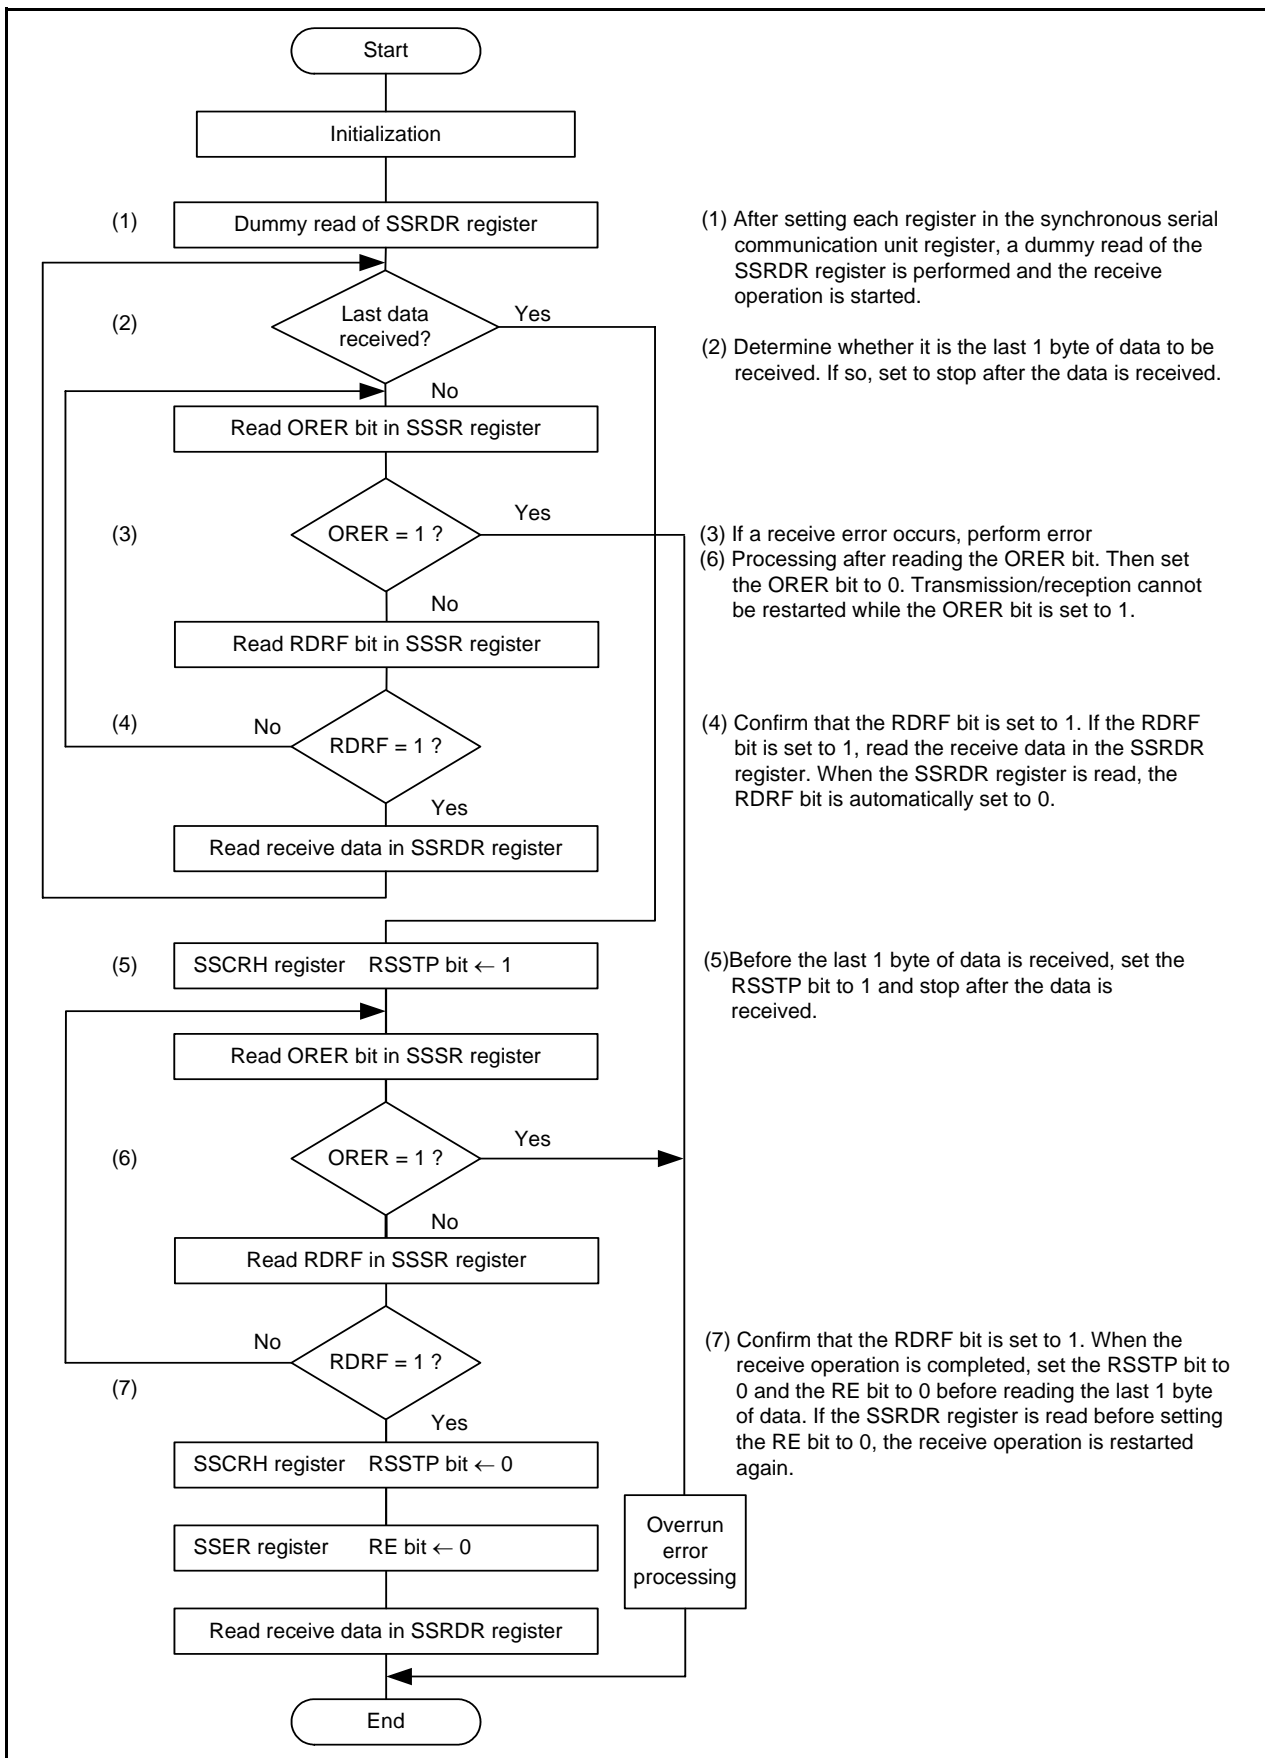 Start
Initialization
(1)
Dummy read of SSRDR register
(2)
Last data
received?
Yes
No
Read ORER bit in SSSR register
(3)
ORER = 1 ?
Yes
No
Read RDRF bit in SSSR register
(4)
No
RDRF = 1 ?
Yes
Read receive data in SSRDR register
(5)
SSCRH register RSSTP bit ← 1
Read ORER bit in SSSR register
(6)
ORER = 1 ?
Yes
No
Read RDRF in SSSR register
No
RDRF = 1 ?
(7)
Yes
SSCRH register RSSTP bit ← 0
SSER register RE bit ← 0
Overrun
error
processing
Read receive data in SSRDR register
End
(1) After setting each register in the synchronous serial
communication unit register, a dummy read of the
SSRDR register is performed and the receive
operation is started.
(2) Determine whether it is the last 1 byte of data to be
received. If so, set to stop after the data is received.
(3) If a receive error occurs, perform error
(6) Processing after reading the ORER bit. Then set
the ORER bit to 0. Transmission/reception cannot
be restarted while the ORER bit is set to 1.
(4) Confirm that the RDRF bit is set to 1. If the RDRF
bit is set to 1, read the receive data in the SSRDR
register. When the SSRDR register is read, the
RDRF bit is automatically set to 0.
(5)Before the last 1 byte of data is received, set the
RSSTP bit to 1 and stop after the data is
received.
(7) Confirm that the RDRF bit is set to 1. When the
receive operation is completed, set the RSSTP bit to
0 and the RE bit to 0 before reading the last 1 byte
of data. If the SSRDR register is read before setting
the RE bit to 0, the receive operation is restarted
again.